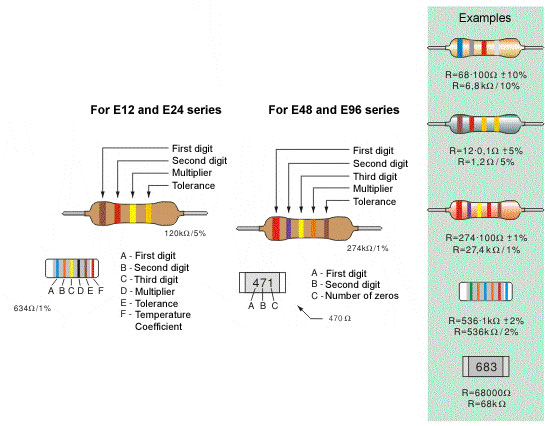 Examples
R=68·100Ω ±10%
R=6,8kΩ/10%
For E12 and E24 series
For E48 and E96 series
First digit
Second digit
Multiplier
Tolerance
120kΩ/5%
First digit
Second digit
Third digit
Multiplier
Tolerance
274kΩ/1%
R=12·0,1Ω ±5%
R=1,2Ω/5%
R=274·100Ω ±1%
R=27,4kΩ/1%
A - First digit
B - Second digit
C - Third digit
D - Multiplier
E - Tolerance
F - Temperature
Coefficient
A B C D E F
634Ω/1%
471
A B C
A - First digit
B - Second digit
C - Number of zeros
470 Ω
R=536·1kΩ ±2%
R=536kΩ/2%
683
R=68000Ω
R=68kΩ